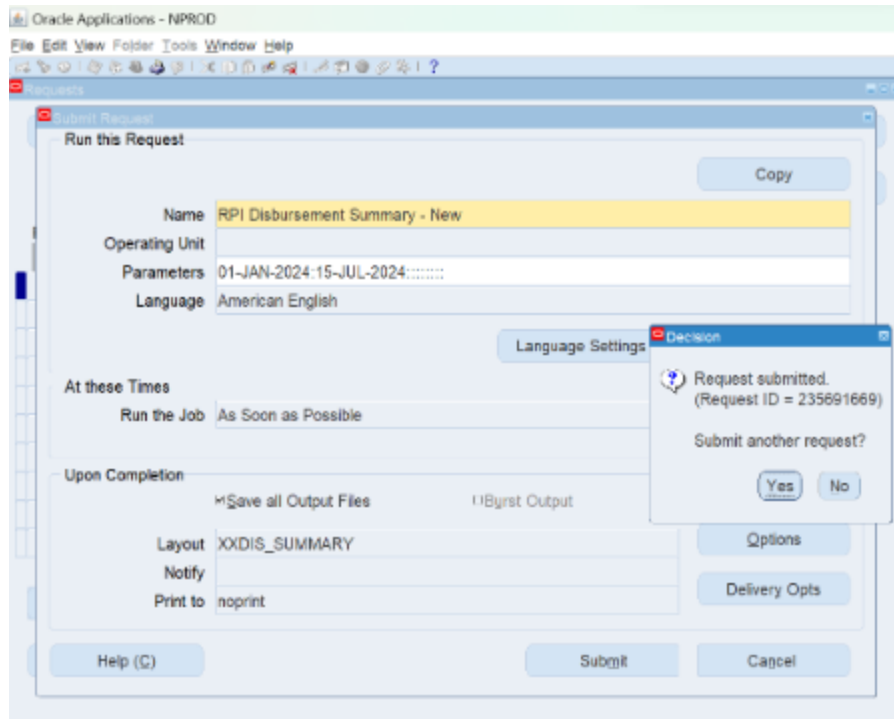 Oracle Applications - NPROD
File Edit View Folder Tools Window Help
Requests
Submit Request
Run this Request
Copy
Name RPI Disbursement Summary - New
Operating Unit
Parameters 01-JAN-2024:15-JUL-2024::::::::
Language American English
Language Settings
Decision
Request submitted.
(Request ID = 235691669)
Submit another request?
Yes No
At these Times
Run the Job As Soon as Possible
Upon Completion
Save all Output Files Burst Output
Layout XXDIS_SUMMARY
Options
Notify
Print to noprint
Delivery Opts
Help (C) Submit Cancel